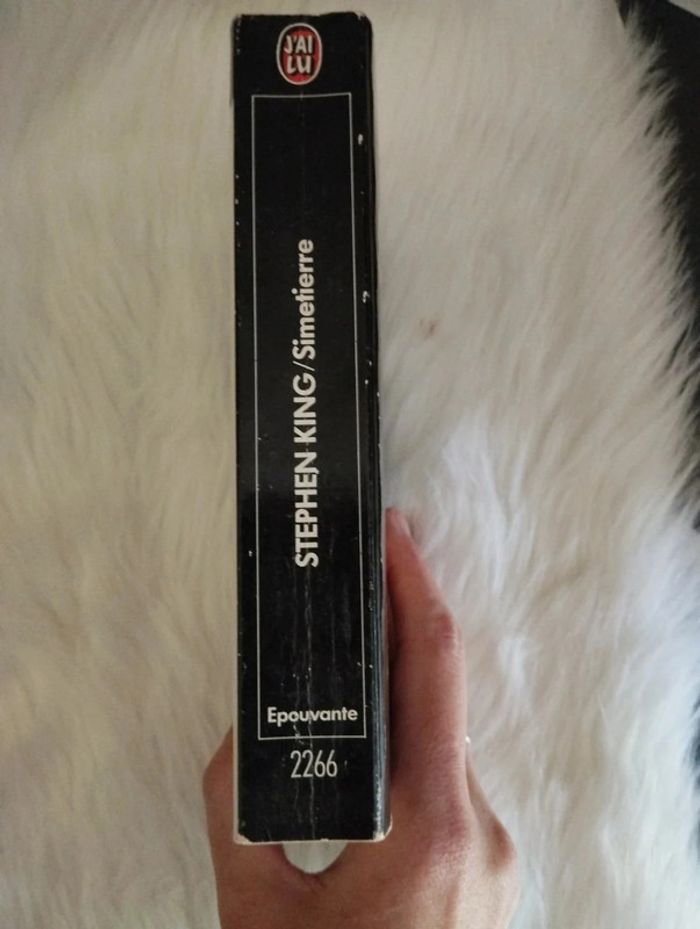 J'AI
LU
STEPHEN KING/Simetierre
Epouvante
2266